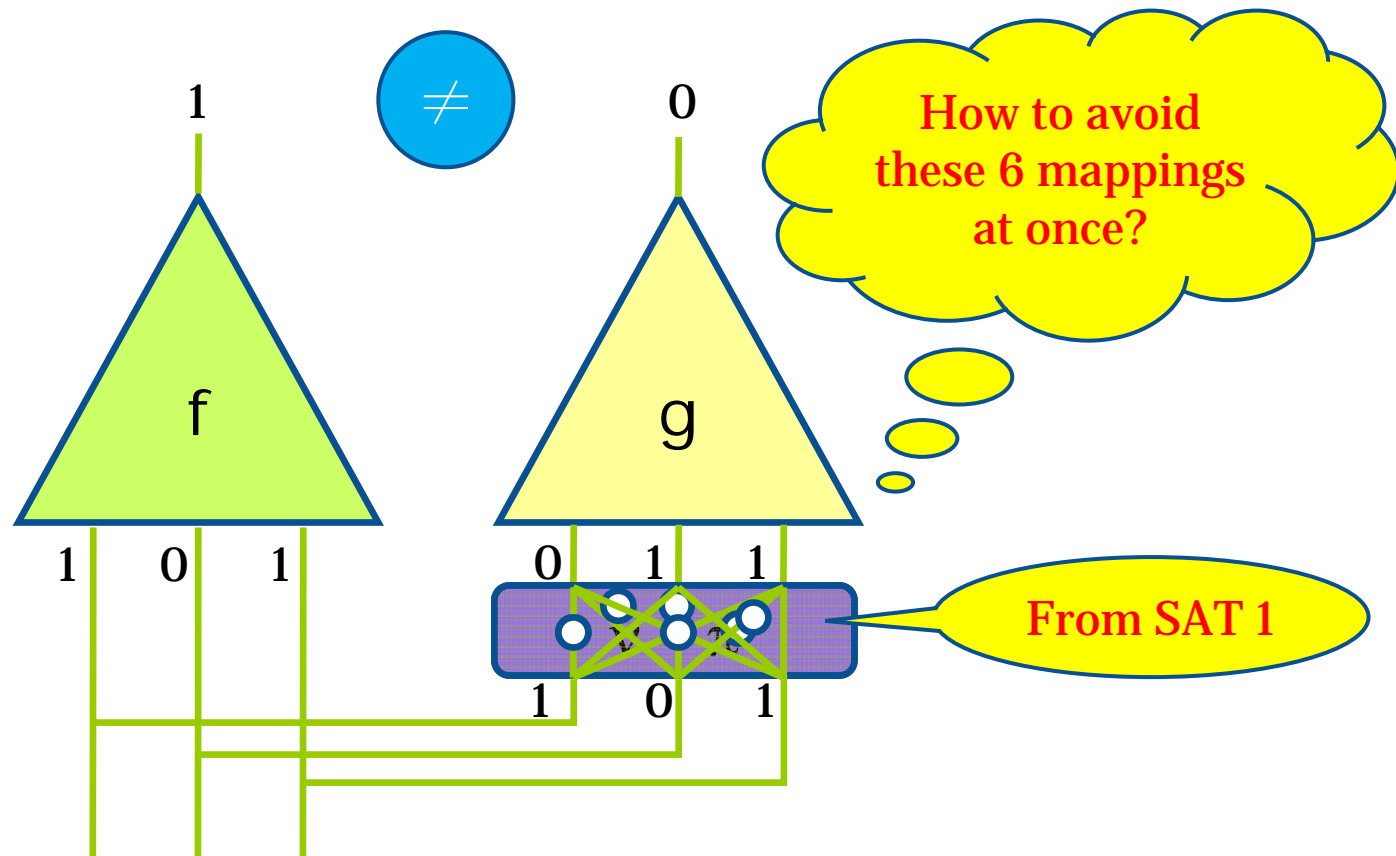 1
≠
0
How to avoid
these 6 mappings
at once?
f
g
1 0 1
0 1 1
From SAT 1
1 0 1